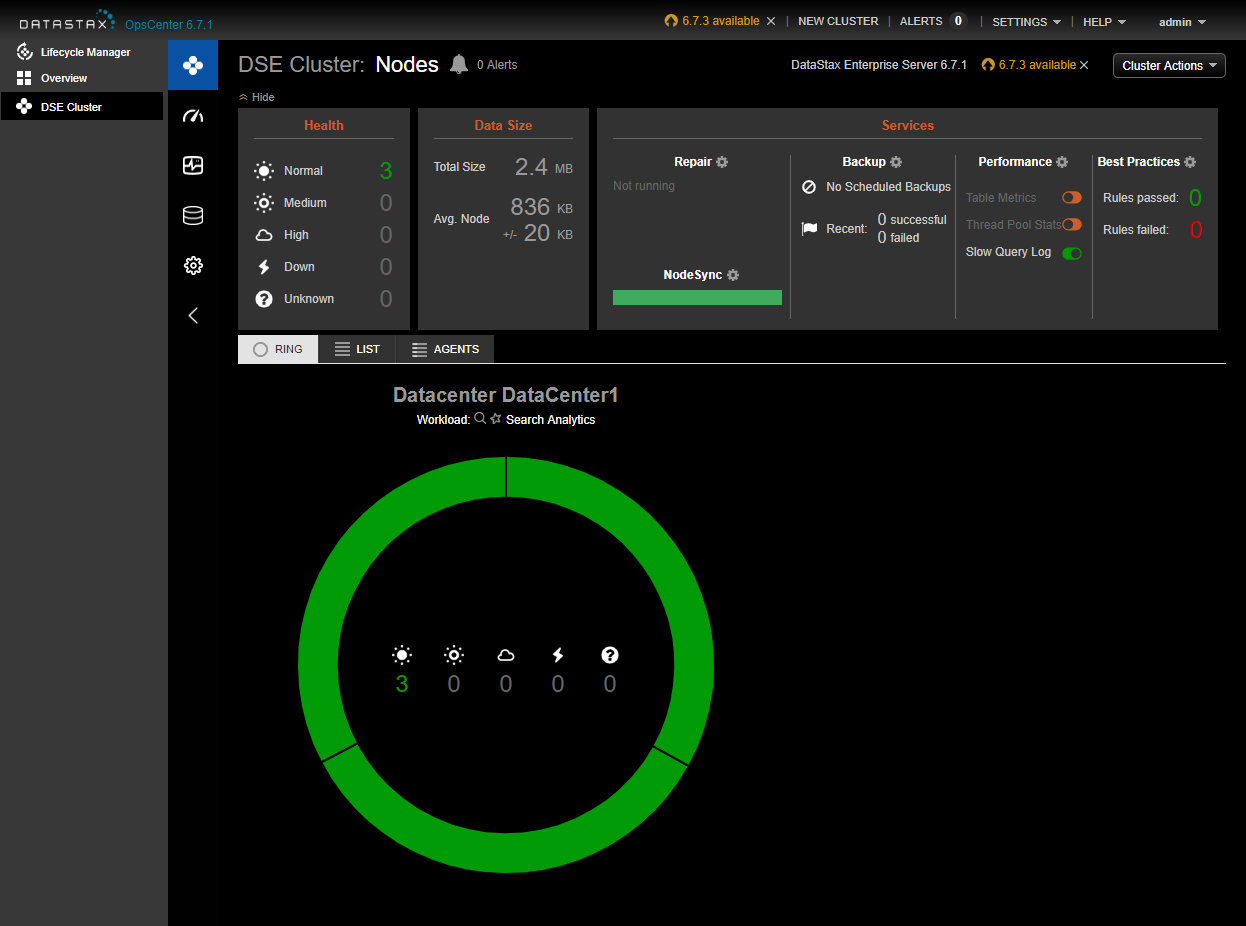 DATASTAX OpsCenter 6.7.1
6.7.3 available
NEW CLUSTER
ALERTS 0
SETTINGS
HELP
admin
Lifecycle Manager
Overview
DSE Cluster
DSE Cluster: Nodes 0 Alerts
DataStax Enterprise Server 6.7.1
6.7.3 available
Cluster Actions
Hide
Health
Normal 3
Medium 0
High 0
Down 0
Unknown 0
Data Size
Total Size 2.4 MB
Avg. Node 836 KB
+/- 20 KB
Services
Repair
Not running
NodeSync
Backup
No Scheduled Backups
Recent: 0 successful
0 failed
Performance
Table Metrics
Thread Pool Stats
Slow Query Log
Best Practices
Rules passed: 0
Rules failed: 0
RING
LIST
AGENTS
Datacenter DataCenter1
Workload: Search Analytics
3 0 0 0 0